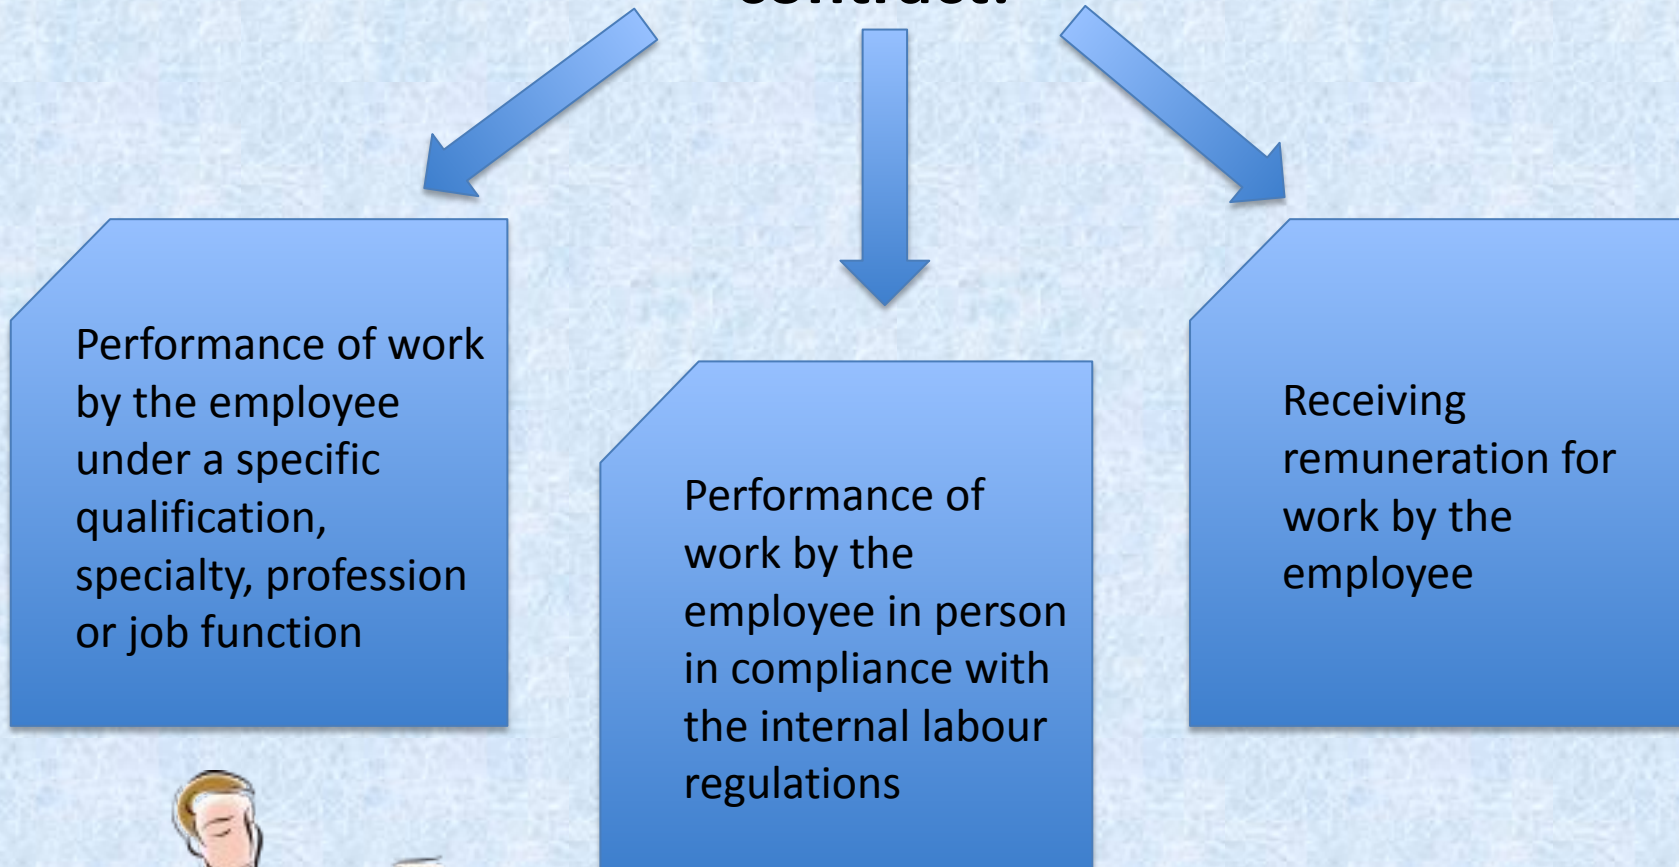 contract:
Performance of work
by the employee
under a specific
qualification,
specialty, profession
or job function
Performance of
work by the
employee in person
in compliance with
the internal labour
regulations
Receiving
remuneration for
work by the
employee